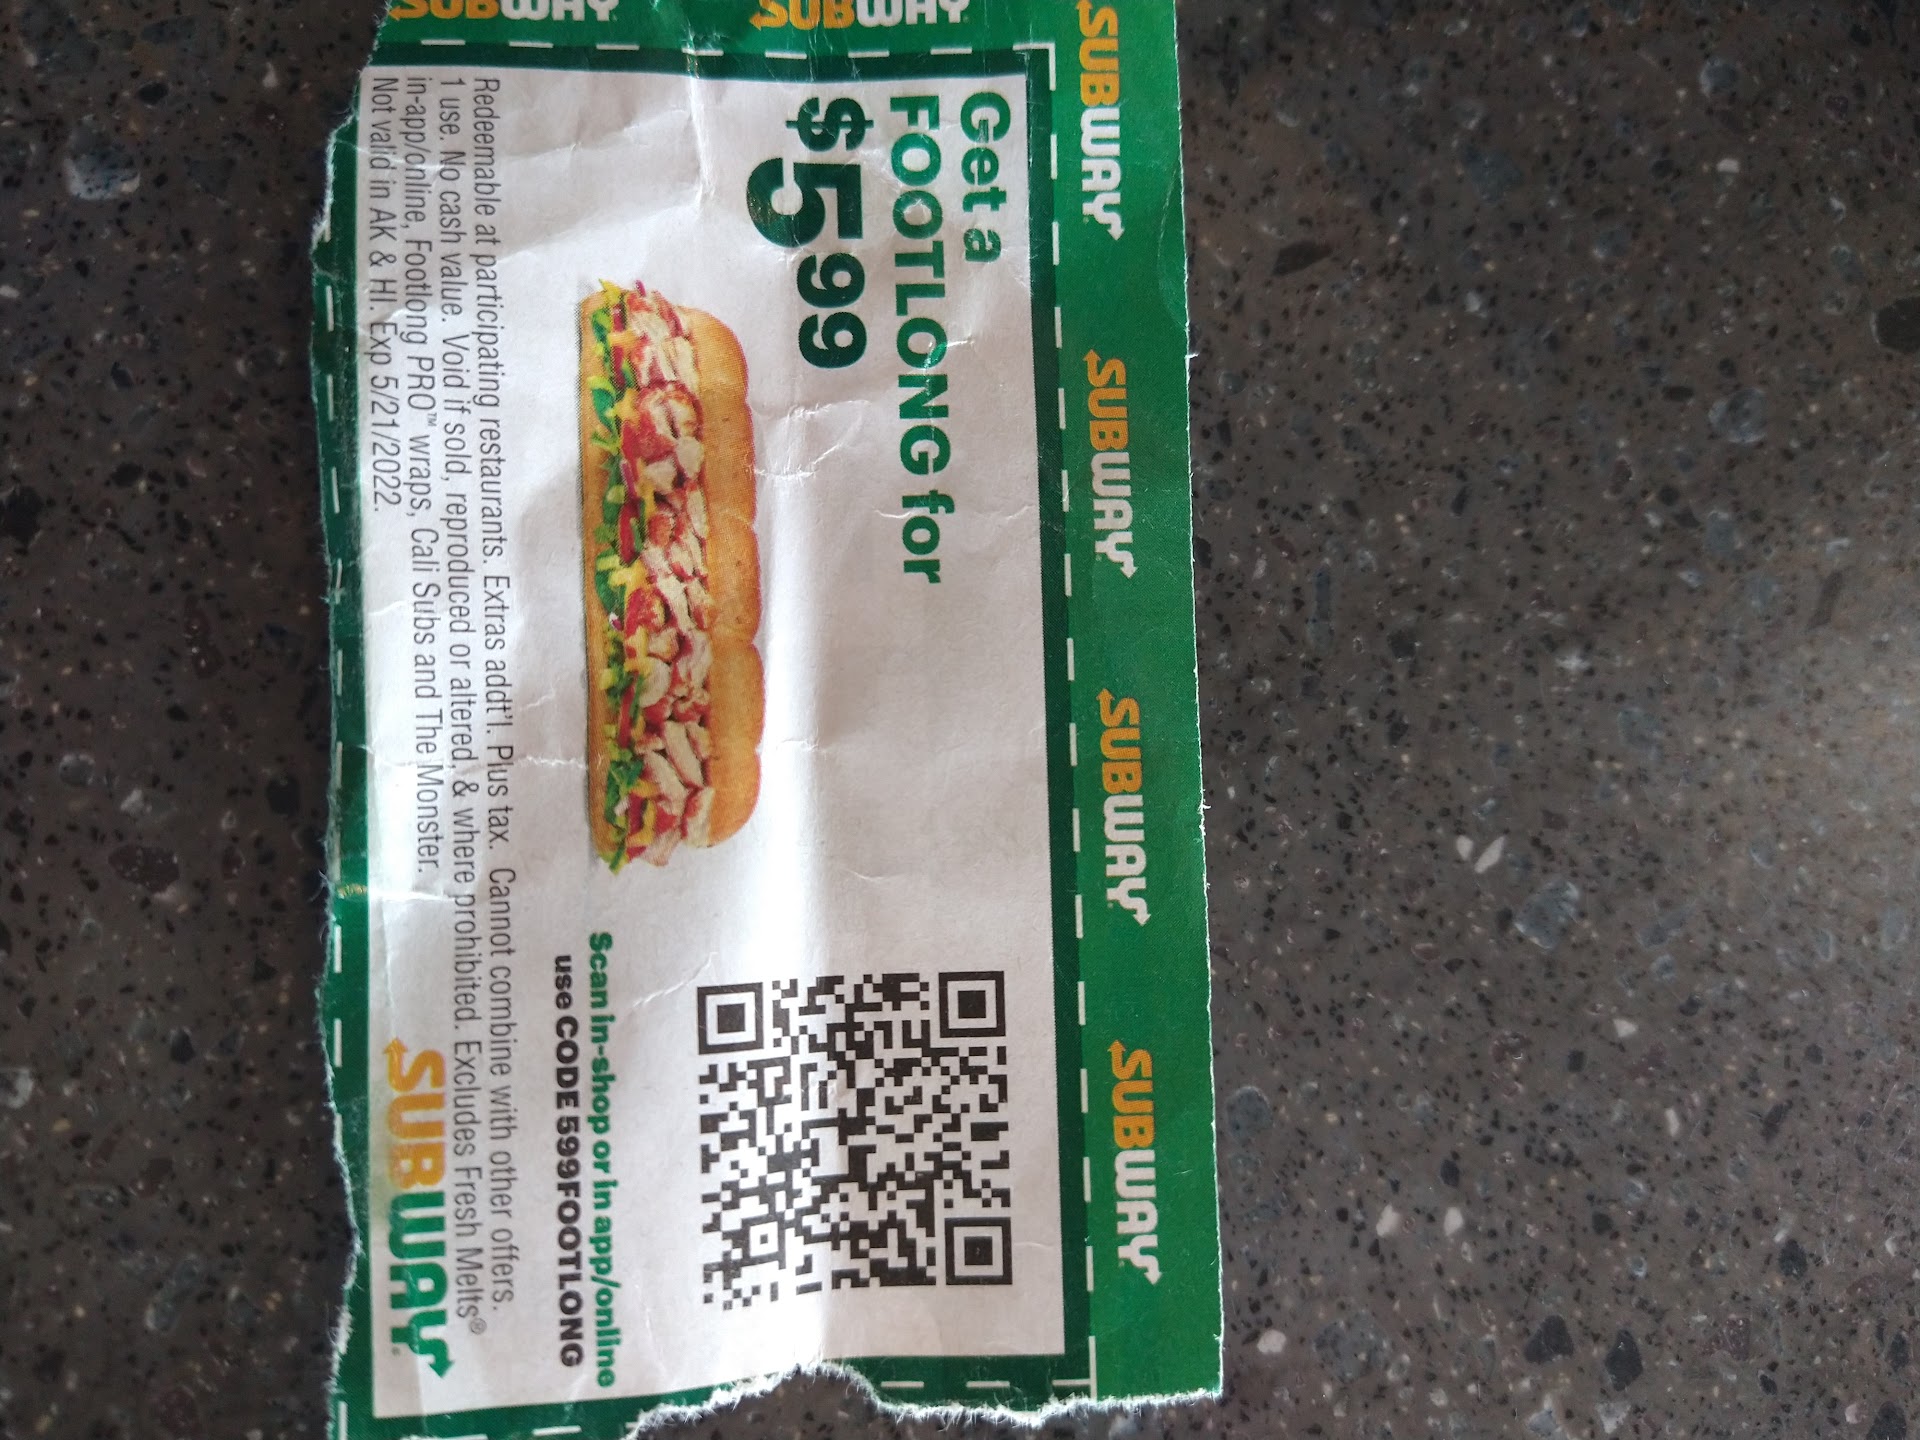 SUBWAY
SUBWAY
SUBWAY
SUBWAY
SUBWAY
SUBWAY
Get a
FOOTLONG for
$5 99
Scan in-shop or in app/online
use CODE 599FOOTLONG
Redeemable at participating restaurants. Extras addt'l. Plus tax. Cannot combine with other offers.
1 use. No cash value. Void if sold, reproduced or altered, & where prohibited. Excludes Fresh Melts®
in-app/online, Footlong PRO™ wraps, Cali Subs and The Monster.
Not valid in AK & HI. Exp 5/21/2022.
SUBWAY